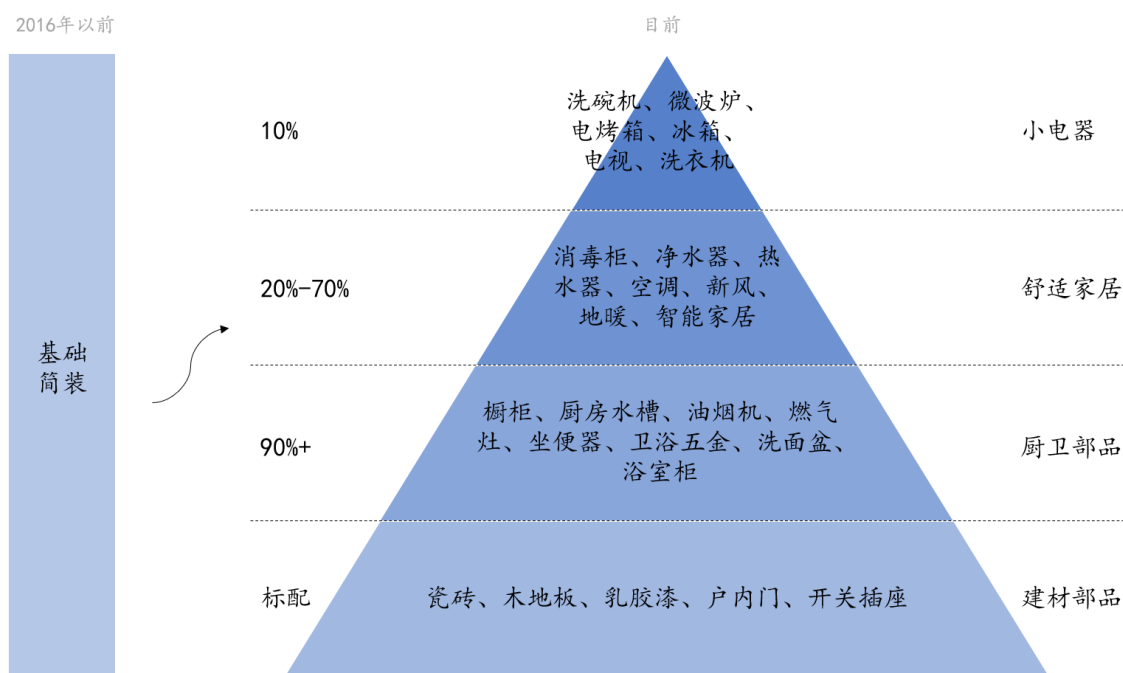 2016年以前
目前
基础
简装
10%
洗碗机、微波炉、
电烤箱、冰箱、
电视、洗衣机
小电器
20%-70%
消毒柜、净水器、热
水器、空调、新风、
地暖、智能家居
舒适家居
90%+
橱柜、厨房水槽、油烟机、燃气
灶、坐便器、卫浴五金、洗面盆、
浴室柜
厨卫部品
标配
瓷砖、木地板、乳胶漆、户内门、开关插座
建材部品